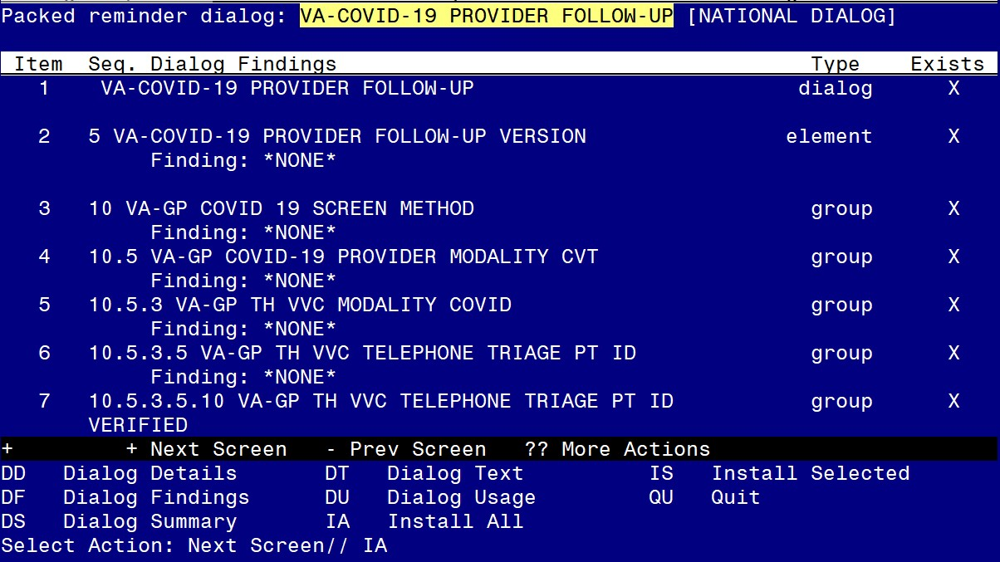 Packed reminder dialog: VA-COVID-19 PROVIDER FOLLOW-UP [NATIONAL DIALOG]
Item Seq. Dialog Findings Type Exists
1 VA-COVID-19 PROVIDER FOLLOW-UP dialog X
2 5 VA-COVID-19 PROVIDER FOLLOW-UP VERSION element X
Finding: *NONE*
3 10 VA-GP COVID 19 SCREEN METHOD group X
Finding: *NONE*
4 10.5 VA-GP COVID-19 PROVIDER MODALITY CVT group X
Finding: *NONE*
5 10.5.3 VA-GP TH VVC MODALITY COVID group X
Finding: *NONE*
6 10.5.3.5 VA-GP TH VVC TELEPHONE TRIAGE PT ID group X
Finding: *NONE*
7 10.5.3.5.10 VA-GP TH VVC TELEPHONE TRIAGE PT ID group X
VERIFIED
+ + Next Screen - Prev Screen ?? More Actions
DD Dialog Details DT Dialog Text IS Install Selected
DF Dialog Findings DU Dialog Usage QU Quit
DS Dialog Summary IA Install All
Select Action: Next Screen// IA